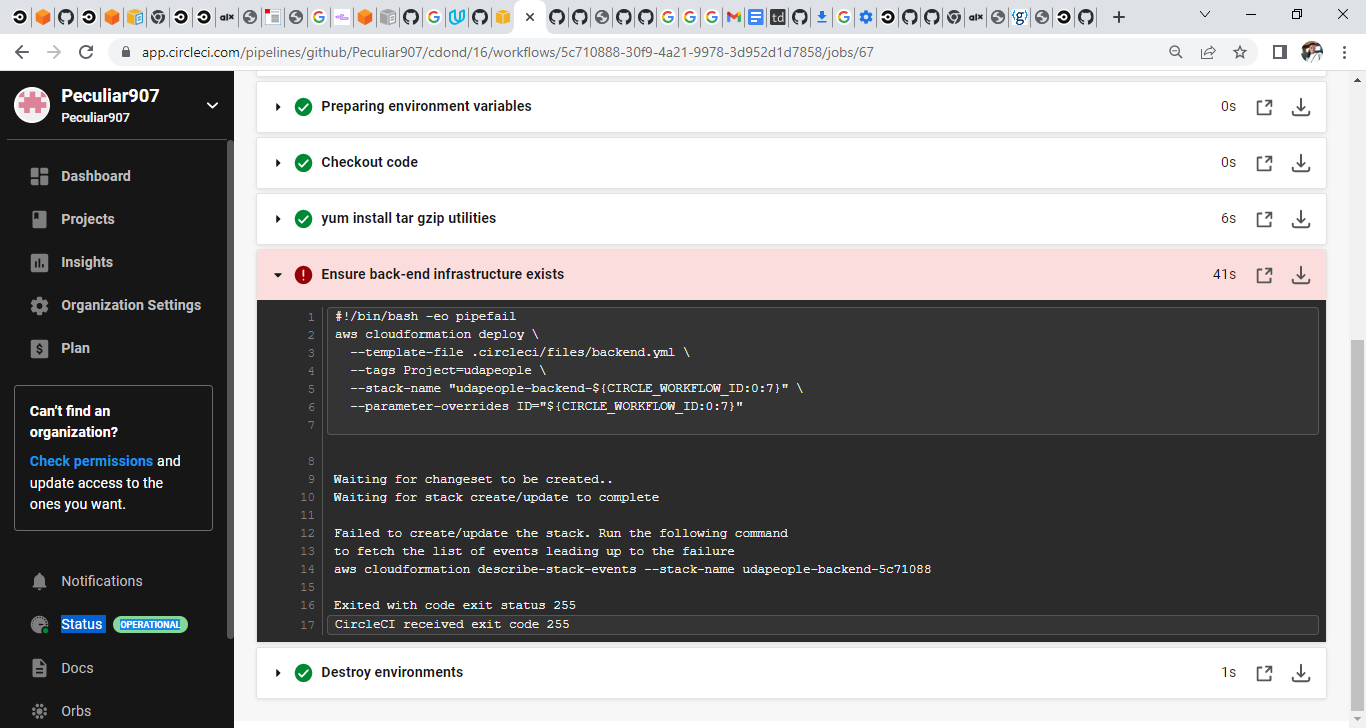 app.circleci.com/pipelines/github/Peculiar907/cdond/16/workflows/5c710888-30f9-4a21-9978-3d952d1d7858/jobs/67
Peculiar907
Peculiar907
Dashboard
Projects
Insights
Organization Settings
Plan
Can't find an
organization?
Check permissions and
update access to the
ones you want.
Notifications
Status OPERATIONAL
Docs
Orbs
Preparing environment variables 0s
Checkout code 0s
yum install tar gzip utilities 6s
Ensure back-end infrastructure exists 41s
1 #!/bin/bash -eo pipefail
2 aws cloudformation deploy \
3 --template-file .circleci/files/backend.yml \
4 --tags Project=udapeople \
5 --stack-name "udapeople-backend-${CIRCLE_WORKFLOW_ID:0:7}" \
6 --parameter-overrides ID="${CIRCLE_WORKFLOW_ID:0:7}"
7
8
9 Waiting for changeset to be created..
10 Waiting for stack create/update to complete
11
12 Failed to create/update the stack. Run the following command
13 to fetch the list of events leading up to the failure
14 aws cloudformation describe-stack-events --stack-name udapeople-backend-5c71088
15
16 Exited with code exit status 255
17 CircleCI received exit code 255
Destroy environments 1s